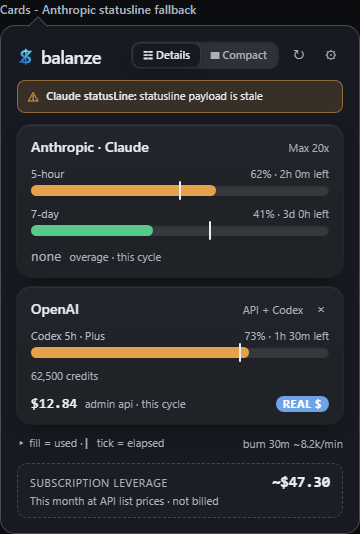 Cards - Anthropic statusline fallback
balanze
Details
Compact
Claude statusLine: statusline payload is stale
Anthropic · Claude
Max 20x
5-hour
62% · 2h 0m left
7-day
41% · 3d 0h left
none overage · this cycle
OpenAI
API + Codex ×
Codex 5h · Plus
73% · 1h 30m left
62,500 credits
$12.84 admin api · this cycle
REAL $
‣ fill = used · | tick = elapsed
burn 30m ~8.2k/min
SUBSCRIPTION LEVERAGE
~$47.30
This month at API list prices · not billed